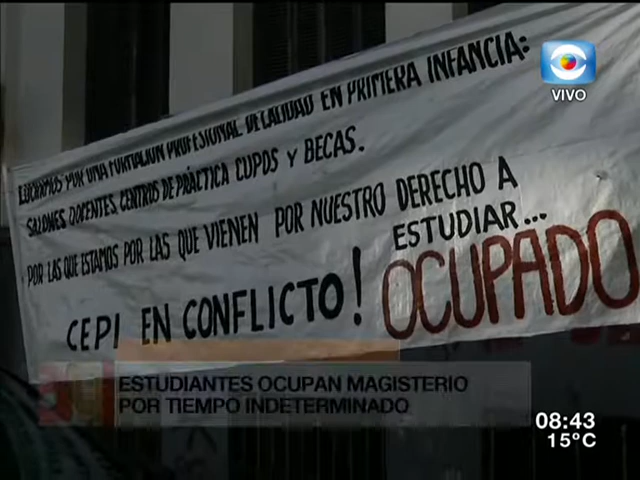 LUCHAMOS POR UNA FORMACIÓN PROFESIONAL DE CALIDAD EN PRIMERA INFANCIA:
SALONES DOCENTES, CENTROS DE PRÁCTICA CUPOS y BECAS.
POR LAS QUE ESTAMOS POR LAS QUE VIENEN POR NUESTRO DERECHO A
ESTUDIAR...
CEPI EN CONFLICTO! OCUPADO
VIVO
ESTUDIANTES OCUPAN MAGISTERIO
POR TIEMPO INDETERMINADO
08:43
15°C